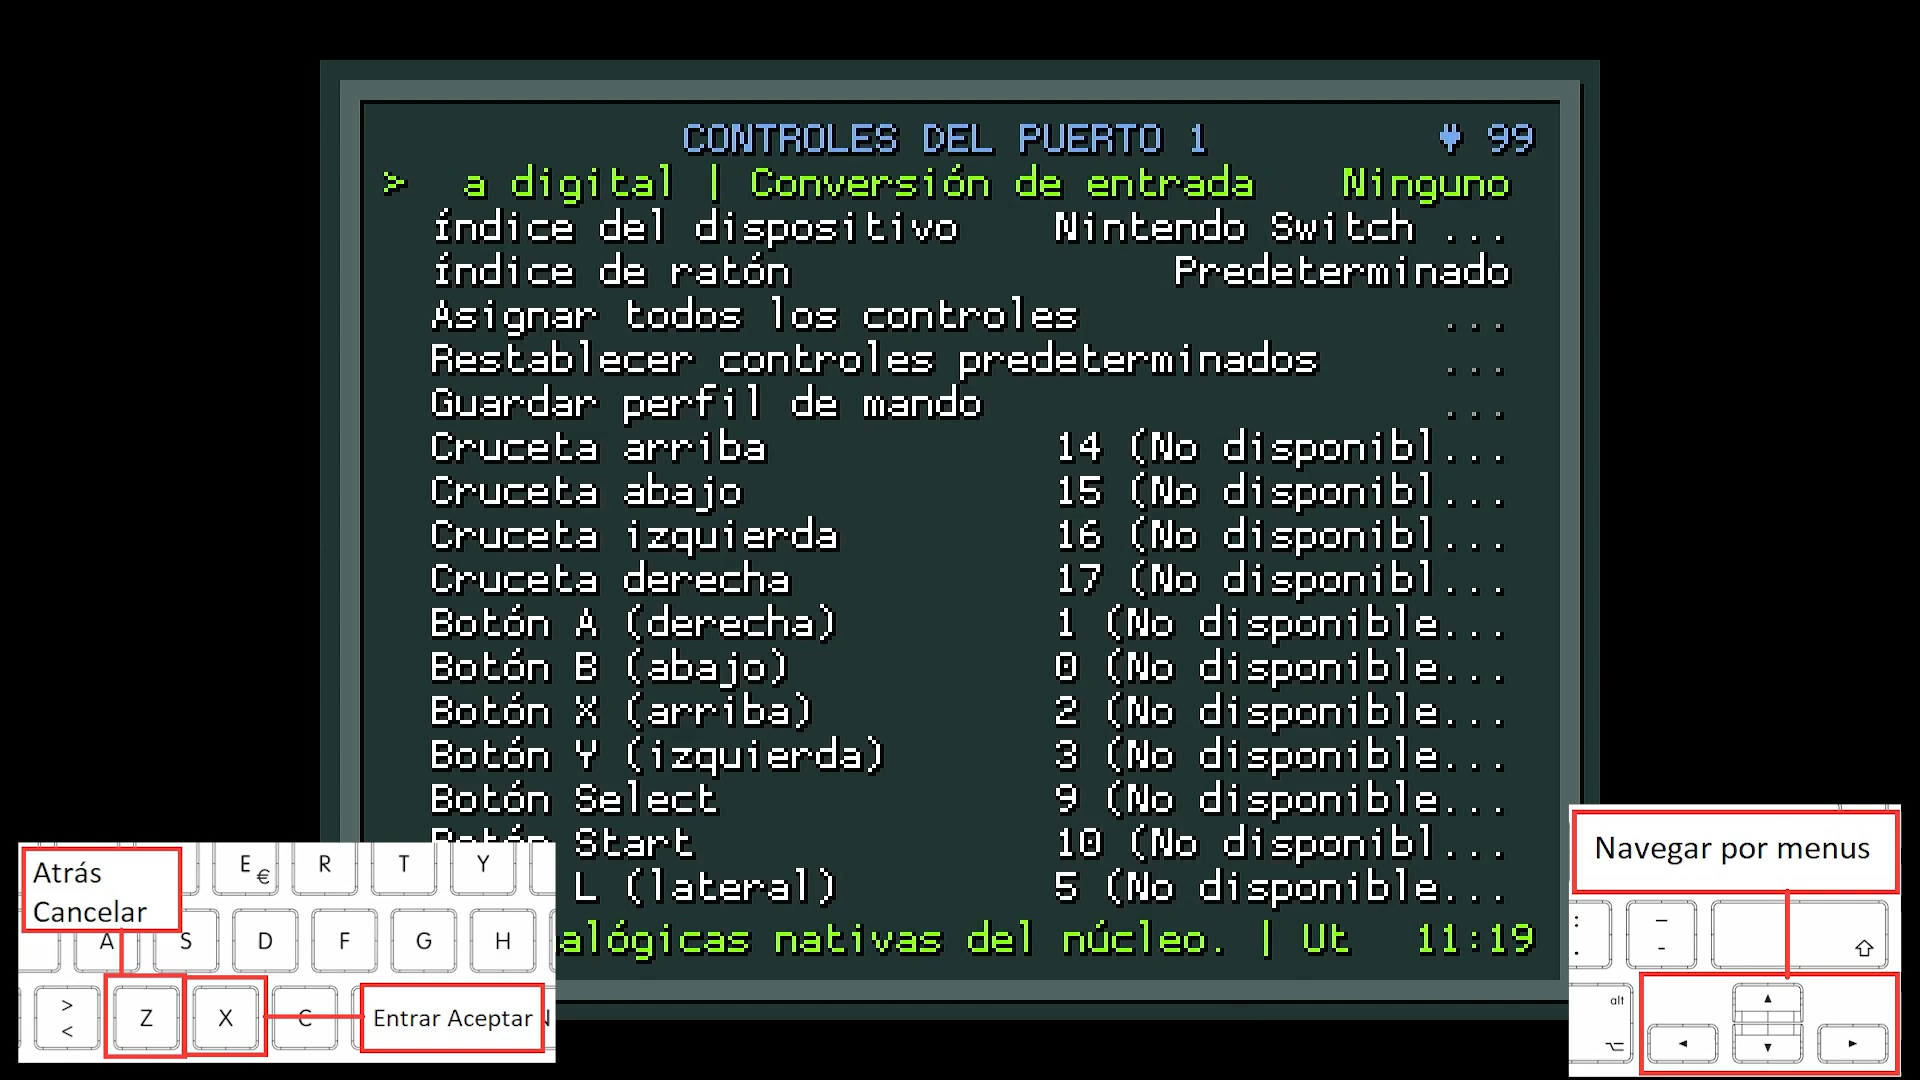 CONTROLES DEL PUERTO 1 99
> a digital | Conversión de entrada Ninguno
Índice del dispositivo Nintendo Switch ...
Índice de ratón Predeterminado
Asignar todos los controles ...
Restablecer controles predeterminados ...
Guardar perfil de mando ...
Cruceta arriba 14 (No disponibl...
Cruceta abajo 15 (No disponibl...
Cruceta izquierda 16 (No disponibl...
Cruceta derecha 17 (No disponibl...
Botón A (derecha) 1 (No disponible...
Botón B (abajo) 0 (No disponible...
Botón X (arriba) 2 (No disponible...
Botón Y (izquierda) 3 (No disponible...
Botón Select 9 (No disponible...
Botón Start 10 (No disponibl...
L (lateral) 5 (No disponible...
alógicas nativas del núcleo. | Ut 11:19
Atrás
Cancelar
E € R T Y
A S D F G H
> < Z X C
Entrar Aceptar
N
Navegar por menus
: . – -
alt